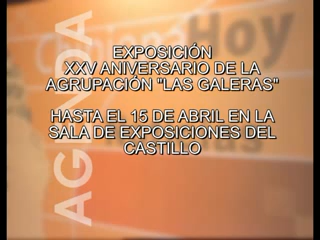 EXPOSICIÓN
XXV ANIVERSARIO DE LA
AGRUPACIÓN "LAS GALERAS"
HASTA EL 15 DE ABRIL EN LA
SALA DE EXPOSICIONES DEL
CASTILLO
AGENDA
Hoy